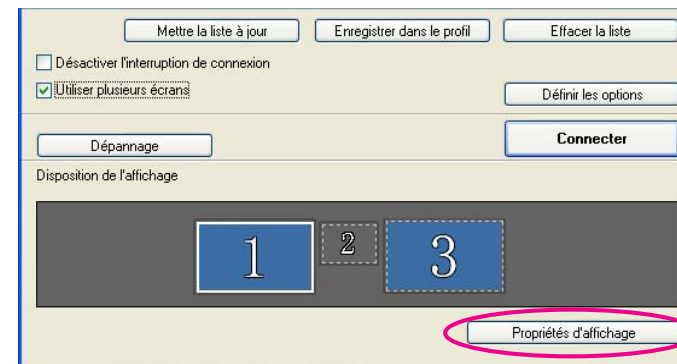 Mettre la liste à jour Enregistrer dans le profil Effacer la liste
Désactiver l'interruption de connexion
Utiliser plusieurs écrans
Définir les options
Dépannage Connecter
Disposition de l'affichage
1 2 3
Propriétés d'affichage